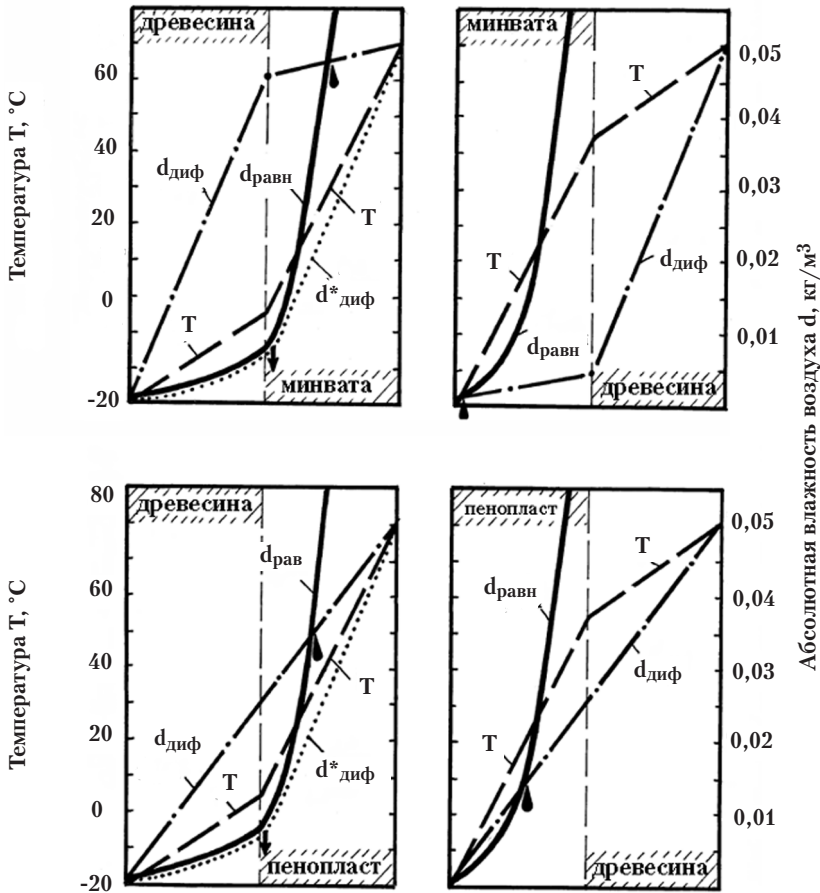 древесина
минвата
Температура T, °C
60
40
20
0
-20
dдиф
dравн
T
T
d*диф
минвата
T
T
dравн
dдиф
древесина
0,05
0,04
0,03
0,02
0,01
Абсолютная влажность воздуха d, кг/м³
древесина
пенопласт
Температура T, °C
80
60
40
20
0
-20
dрав
dдиф
T
T
d*диф
пенопласт
T
dравн
dдиф
T
древесина
0,05
0,04
0,03
0,02
0,01